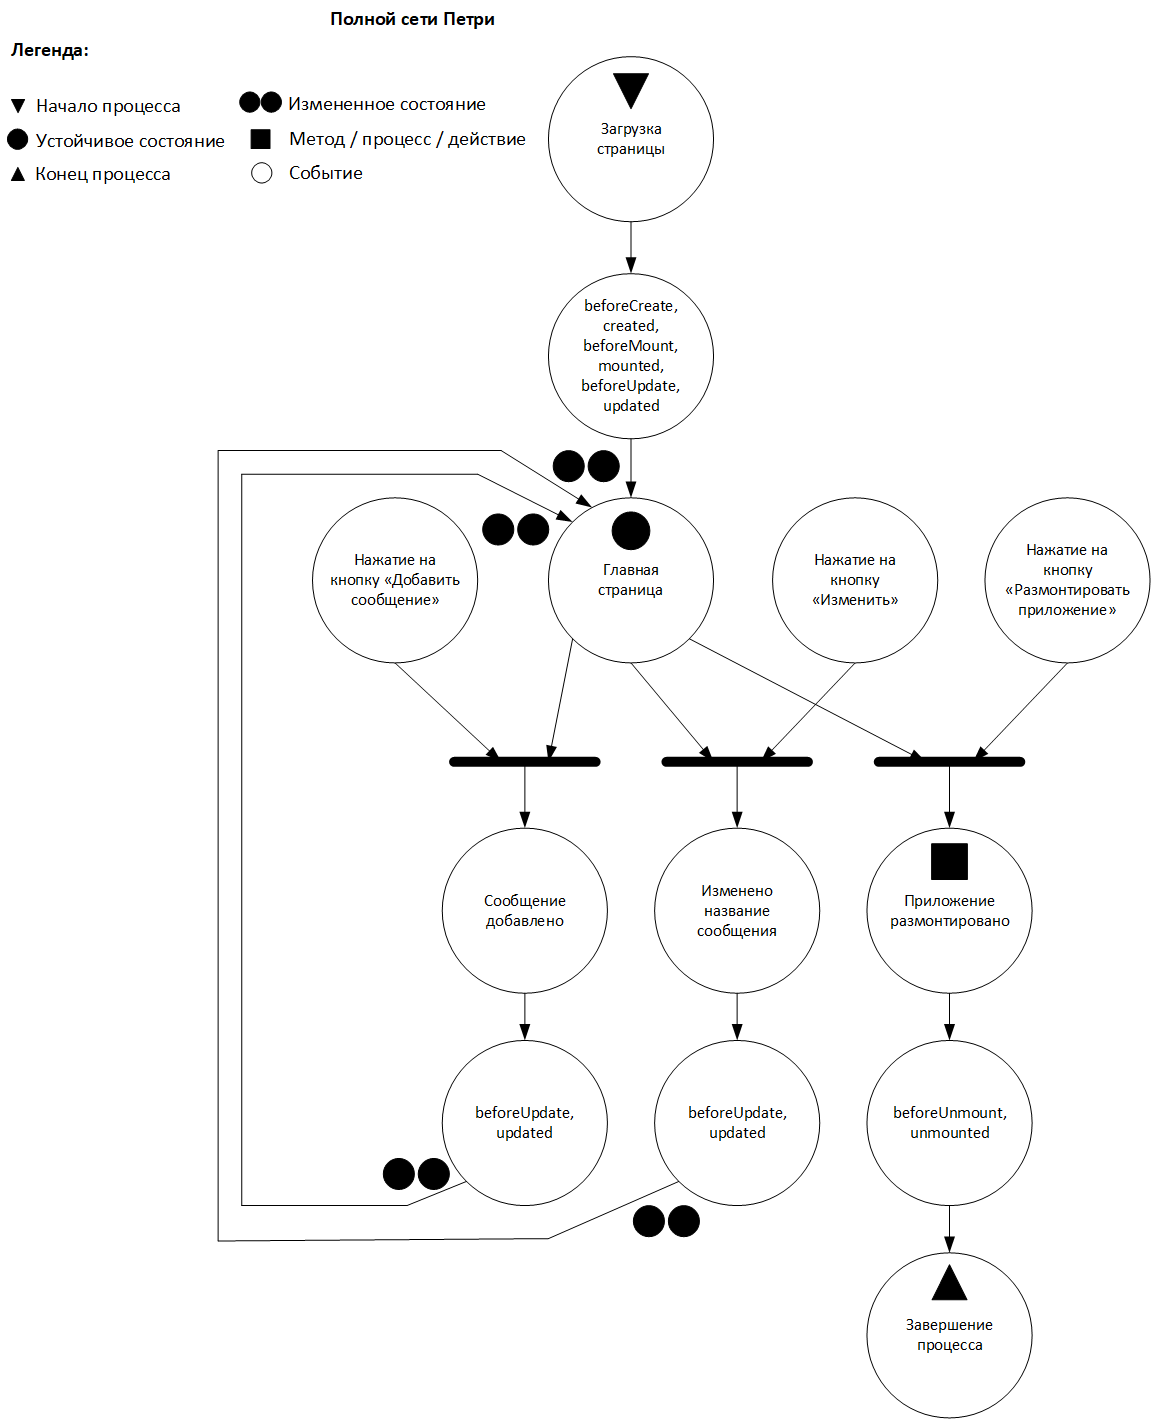 Полной сети Петри
Легенда:
Начало процесса
Устойчивое состояние
Конец процесса
Измененное состояние
Метод / процесс / действие
Событие
Загрузка
страницы
beforeCreate,
created,
beforeMount,
mounted,
beforeUpdate,
updated
Нажатие на
кнопку «Добавить
сообщение»
Главная
страница
Нажатие на
кнопку
«Изменить»
Нажатие на
кнопку
«Размонтировать
приложение»
Сообщение
добавлено
Изменено
название
сообщения
Приложение
размонтировано
beforeUpdate,
updated
beforeUpdate,
updated
beforeUnmount,
unmounted
Завершение
процесса